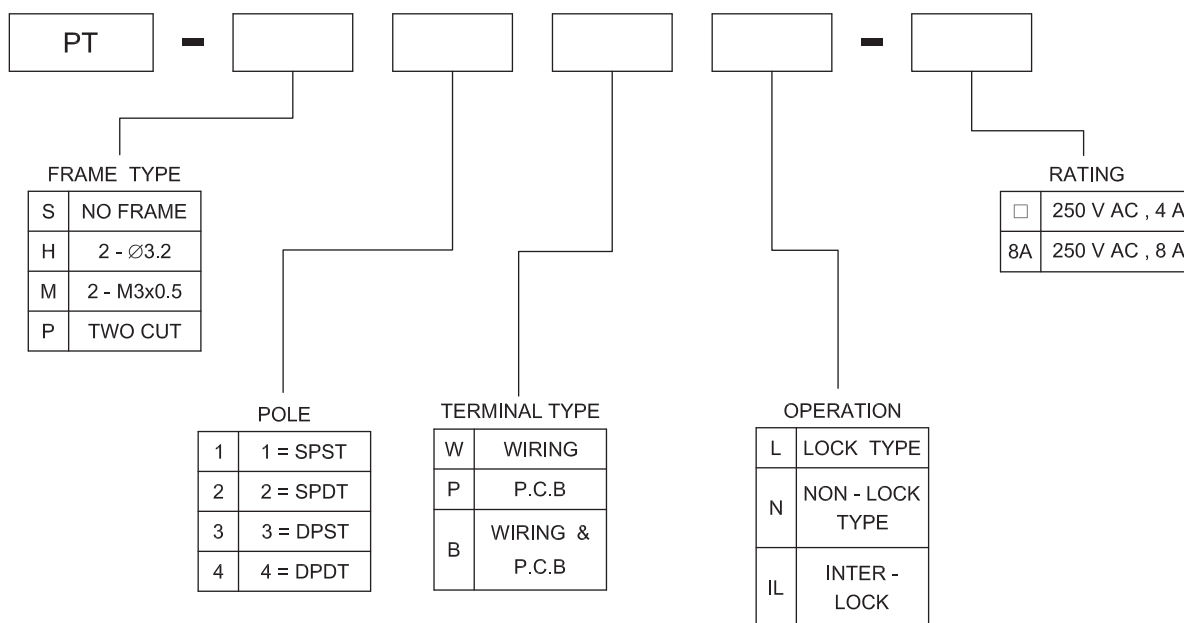 PT - -
FRAME TYPE
S NO FRAME
H 2 - Ø3.2
M 2 - M3x0.5
P TWO CUT
RATING
□ 250 V AC , 4 A
8A 250 V AC , 8 A
POLE
1 1 = SPST
2 2 = SPDT
3 3 = DPST
4 4 = DPDT
TERMINAL TYPE
W WIRING
P P.C.B
B WIRING &
P.C.B
OPERATION
L LOCK TYPE
N NON - LOCK
TYPE
IL INTER -
LOCK